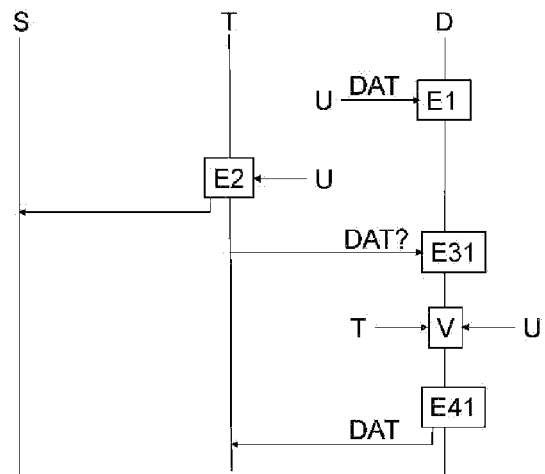 S T D
DAT
U E1
E2 U
DAT?
E31
T V U
E41
DAT